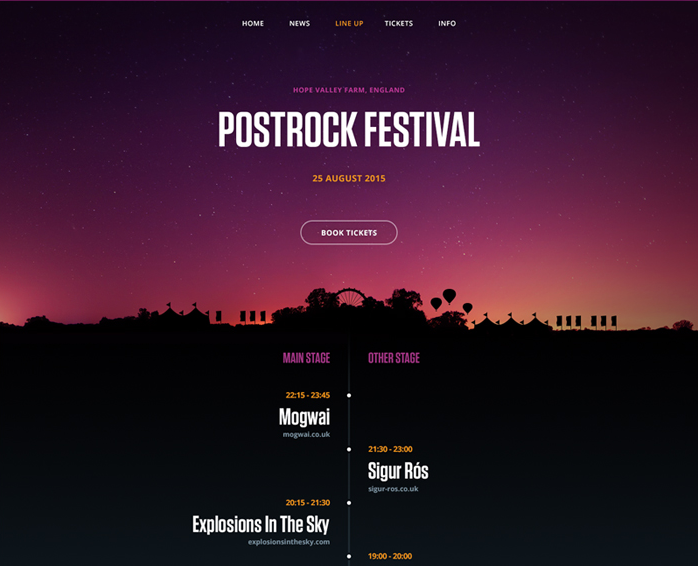 HOME NEWS LINE UP TICKETS INFO
HOPE VALLEY FARM, ENGLAND
POSTROCK FESTIVAL
25 AUGUST 2015
BOOK TICKETS
MAIN STAGE OTHER STAGE
22:15 - 23:45
Mogwai
mogwai.co.uk
21:30 - 23:00
Sigur Rós
sigur-ros.co.uk
20:15 - 21:30
Explosions In The Sky
explosionsinthesky.com
19:00 - 20:00